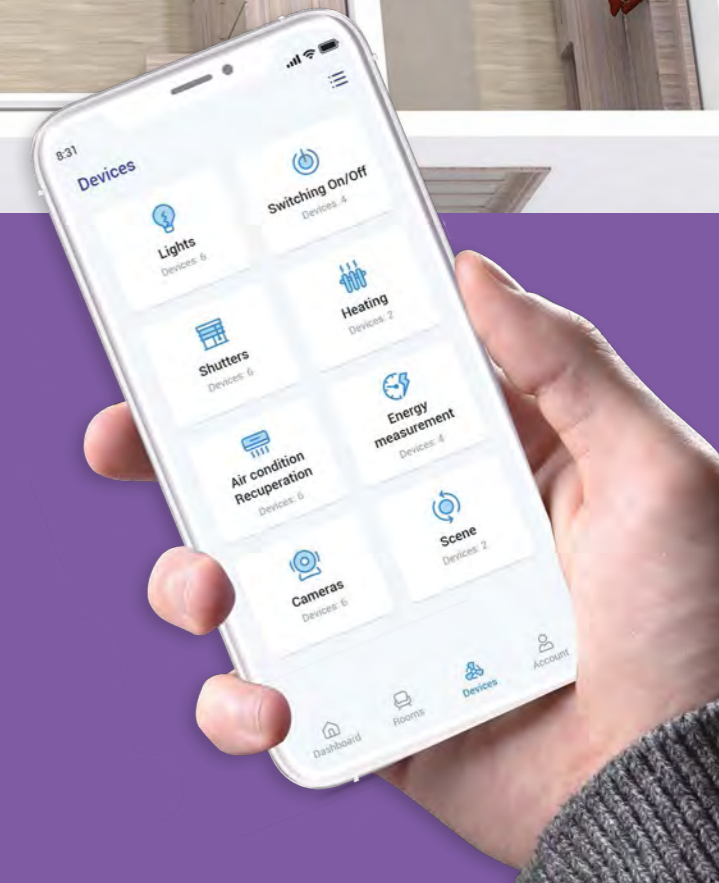 8:31
Devices
Lights
Devices: 6
Switching On/Off
Devices: 4
Shutters
Devices: 6
Heating
Devices: 2
Air condition
Recuperation
Devices: 6
Energy
measurement
Devices: 4
Cameras
Devices: 6
Scene
Devices: 2
Dashboard
Rooms
Devices
Account